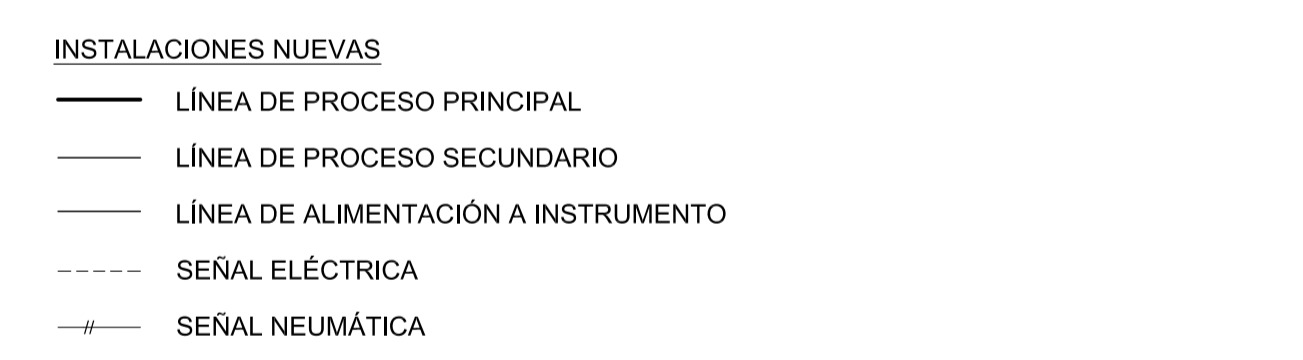 INSTALACIONES NUEVAS
LÍNEA DE PROCESO PRINCIPAL
LÍNEA DE PROCESO SECUNDARIO
LÍNEA DE ALIMENTACIÓN A INSTRUMENTO
SEÑAL ELÉCTRICA
SEÑAL NEUMÁTICA